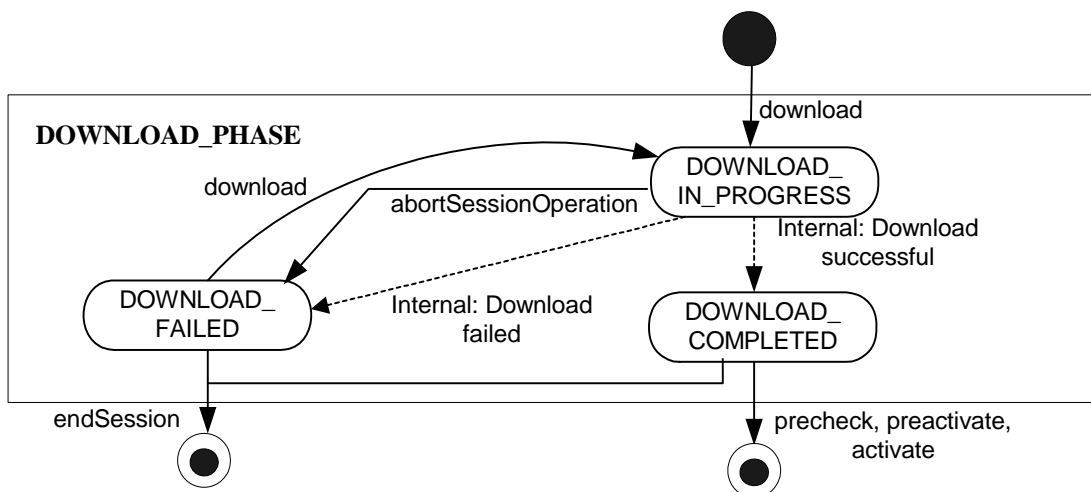 download
DOWNLOAD_PHASE
DOWNLOAD_
IN_PROGRESS
download
abortSessionOperation
Internal: Download
successful
DOWNLOAD_
FAILED
Internal: Download
failed
DOWNLOAD_
COMPLETED
endSession
precheck, preactivate,
activate